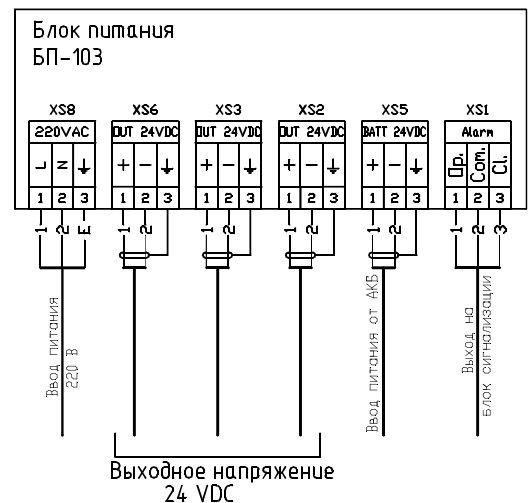 Блок питания
БП-103
XS8 XS6 XS3 XS2 XS5 XS1
220VAC OUT 24VDC OUT 24VDC OUT 24VDC BATT 24VDC Alarm
L N + - + - + - + - Op. Com. Cl.
1 2 3 1 2 3 1 2 3 1 2 3 1 2 3 1 2 3
1 2 E 1 2 1 2 1 2 1 2 1 2 3
Ввод питания
220 В
Ввод питания от АКБ
Выход на
блок сигнализации
Выходное напряжение
24 VDC